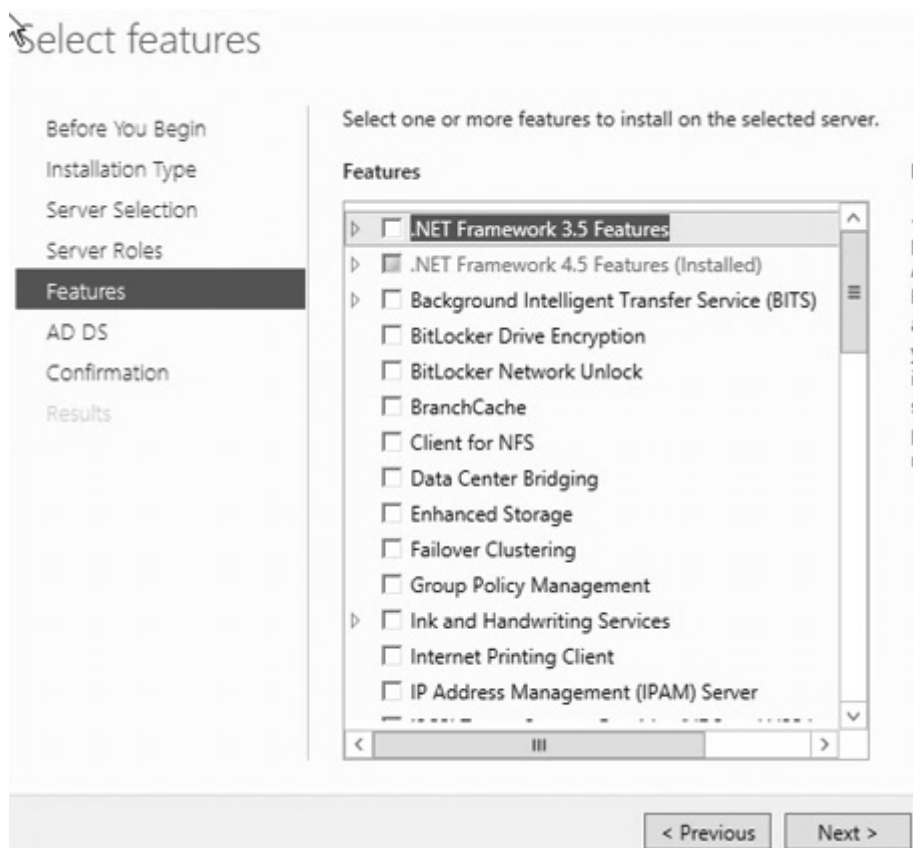 Select features
Before You Begin
Installation Type
Server Selection
Server Roles
Features
AD DS
Confirmation
Results
Select one or more features to install on the selected server.
Features
.NET Framework 3.5 Features
.NET Framework 4.5 Features (Installed)
Background Intelligent Transfer Service (BITS)
BitLocker Drive Encryption
BitLocker Network Unlock
BranchCache
Client for NFS
Data Center Bridging
Enhanced Storage
Failover Clustering
Group Policy Management
Ink and Handwriting Services
Internet Printing Client
IP Address Management (IPAM) Server
< Previous
Next >